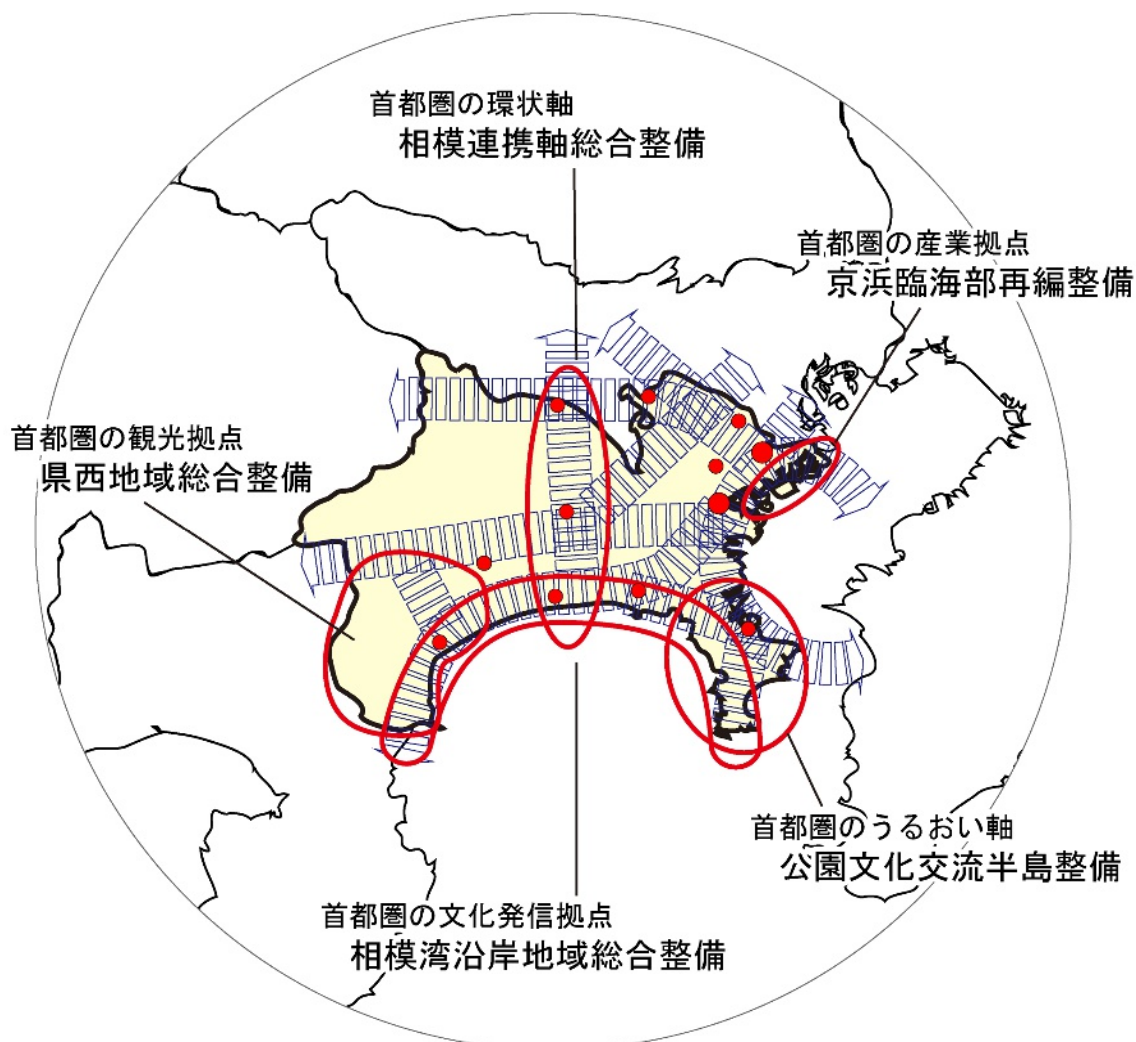 首都圏の環状軸
相模連携軸総合整備
首都圏の産業拠点
京浜臨海部再編整備
首都圏の観光拠点
県西地域総合整備
首都圏のうるおい軸
公園文化交流半島整備
首都圏の文化発信拠点
相模湾沿岸地域総合整備